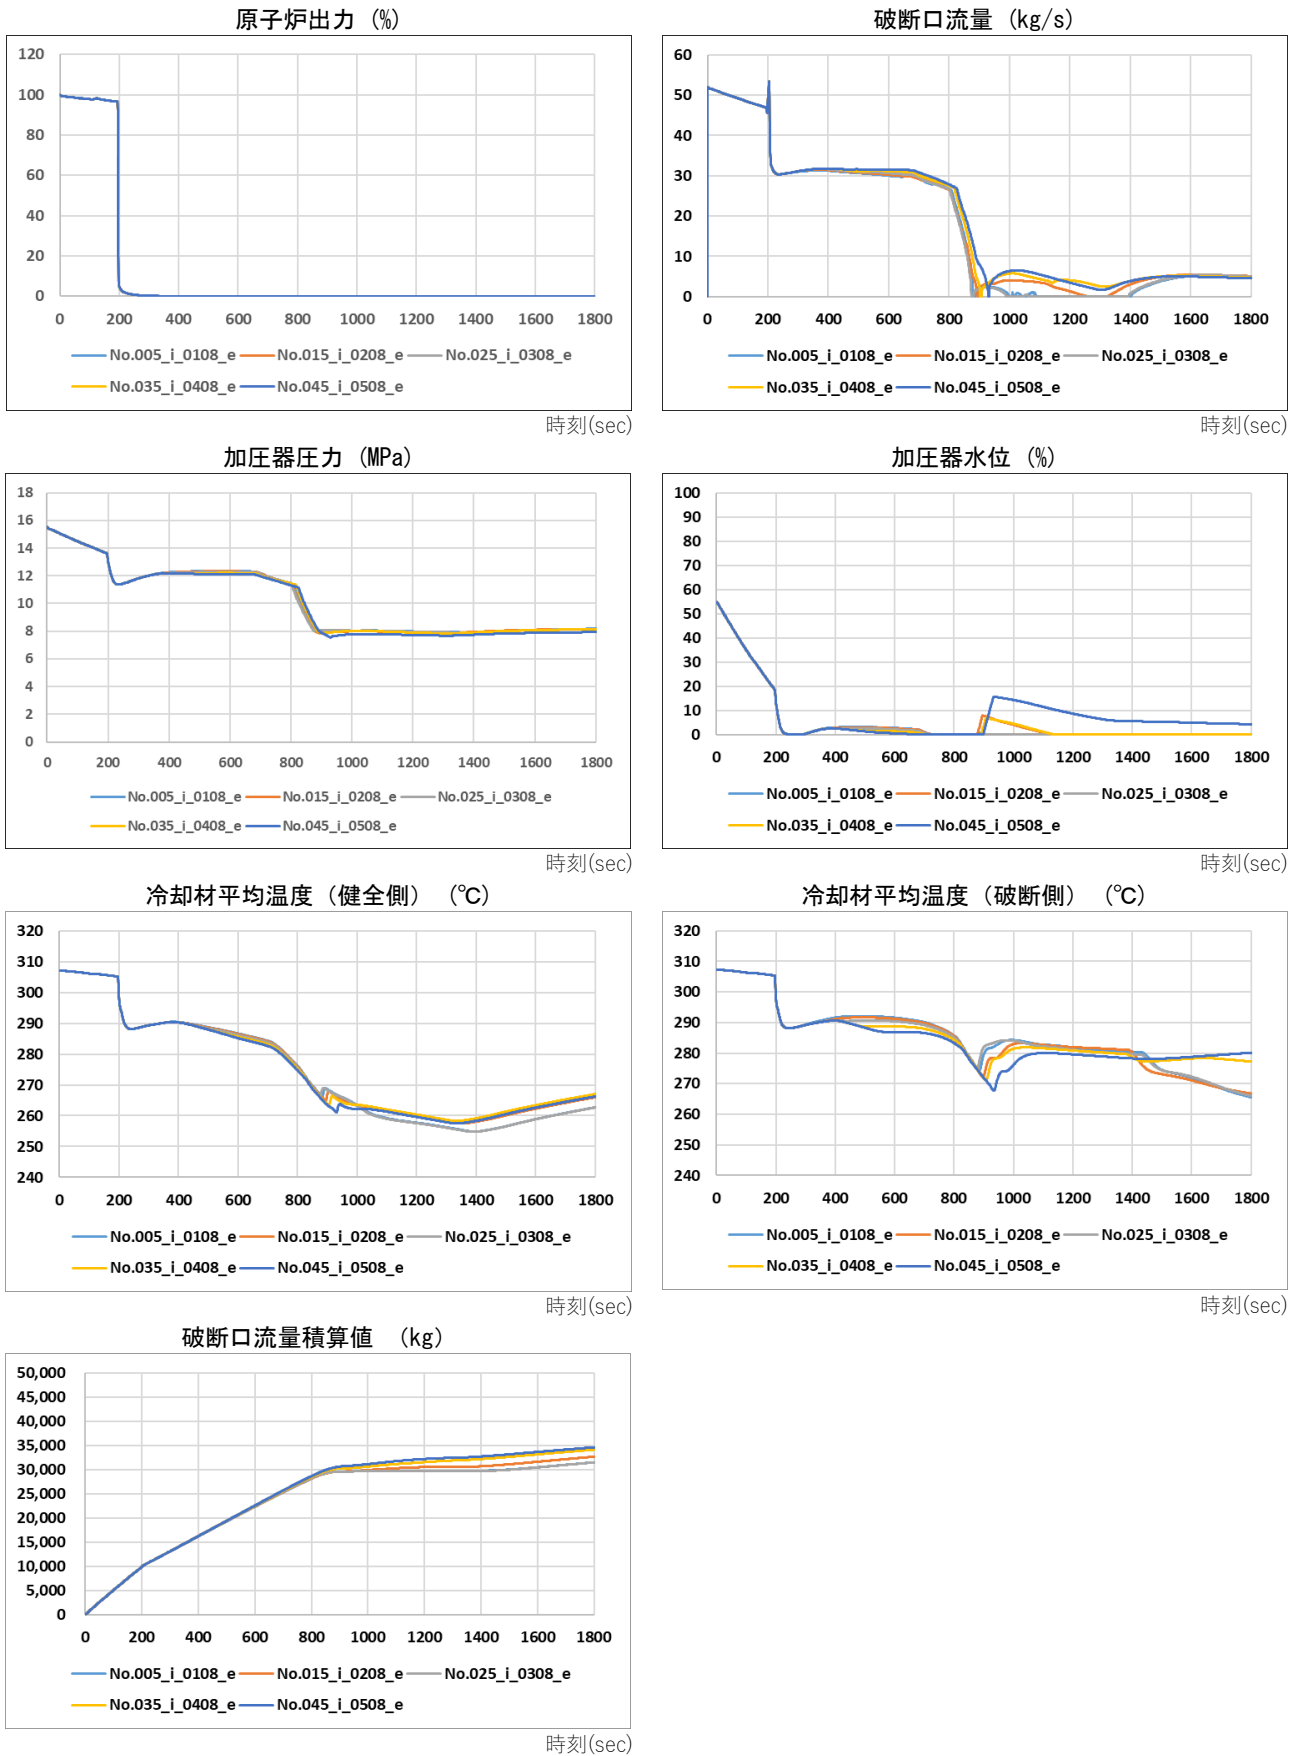 原子炉出力 (%)
120
100
80
60
40
20
0
0 200 400 600 800 1000 1200 1400 1600 1800
No.005_i_0108_e No.015_i_0208_e No.025_i_0308_e
No.035_i_0408_e No.045_i_0508_e
時刻(sec)
破断口流量 (kg/s)
60
50
40
30
20
10
0
0 200 400 600 800 1000 1200 1400 1600 1800
No.005_i_0108_e No.015_i_0208_e No.025_i_0308_e
No.035_i_0408_e No.045_i_0508_e
時刻(sec)
加圧器圧力 (MPa)
18
16
14
12
10
8
6
4
2
0
0 200 400 600 800 1000 1200 1400 1600 1800
No.005_i_0108_e No.015_i_0208_e No.025_i_0308_e
No.035_i_0408_e No.045_i_0508_e
時刻(sec)
加圧器水位 (%)
100
90
80
70
60
50
40
30
20
10
0
0 200 400 600 800 1000 1200 1400 1600 1800
No.005_i_0108_e No.015_i_0208_e No.025_i_0308_e
No.035_i_0408_e No.045_i_0508_e
時刻(sec)
冷却材平均温度（健全側） (℃)
320
310
300
290
280
270
260
250
240
0 200 400 600 800 1000 1200 1400 1600 1800
No.005_i_0108_e No.015_i_0208_e No.025_i_0308_e
No.035_i_0408_e No.045_i_0508_e
時刻(sec)
冷却材平均温度（破断側） (℃)
320
310
300
290
280
270
260
250
240
0 200 400 600 800 1000 1200 1400 1600 1800
No.005_i_0108_e No.015_i_0208_e No.025_i_0308_e
No.035_i_0408_e No.045_i_0508_e
時刻(sec)
破断口流量積算値 (kg)
50,000
45,000
40,000
35,000
30,000
25,000
20,000
15,000
10,000
5,000
0
0 200 400 600 800 1000 1200 1400 1600 1800
No.005_i_0108_e No.015_i_0208_e No.025_i_0308_e
No.035_i_0408_e No.045_i_0508_e
時刻(sec)